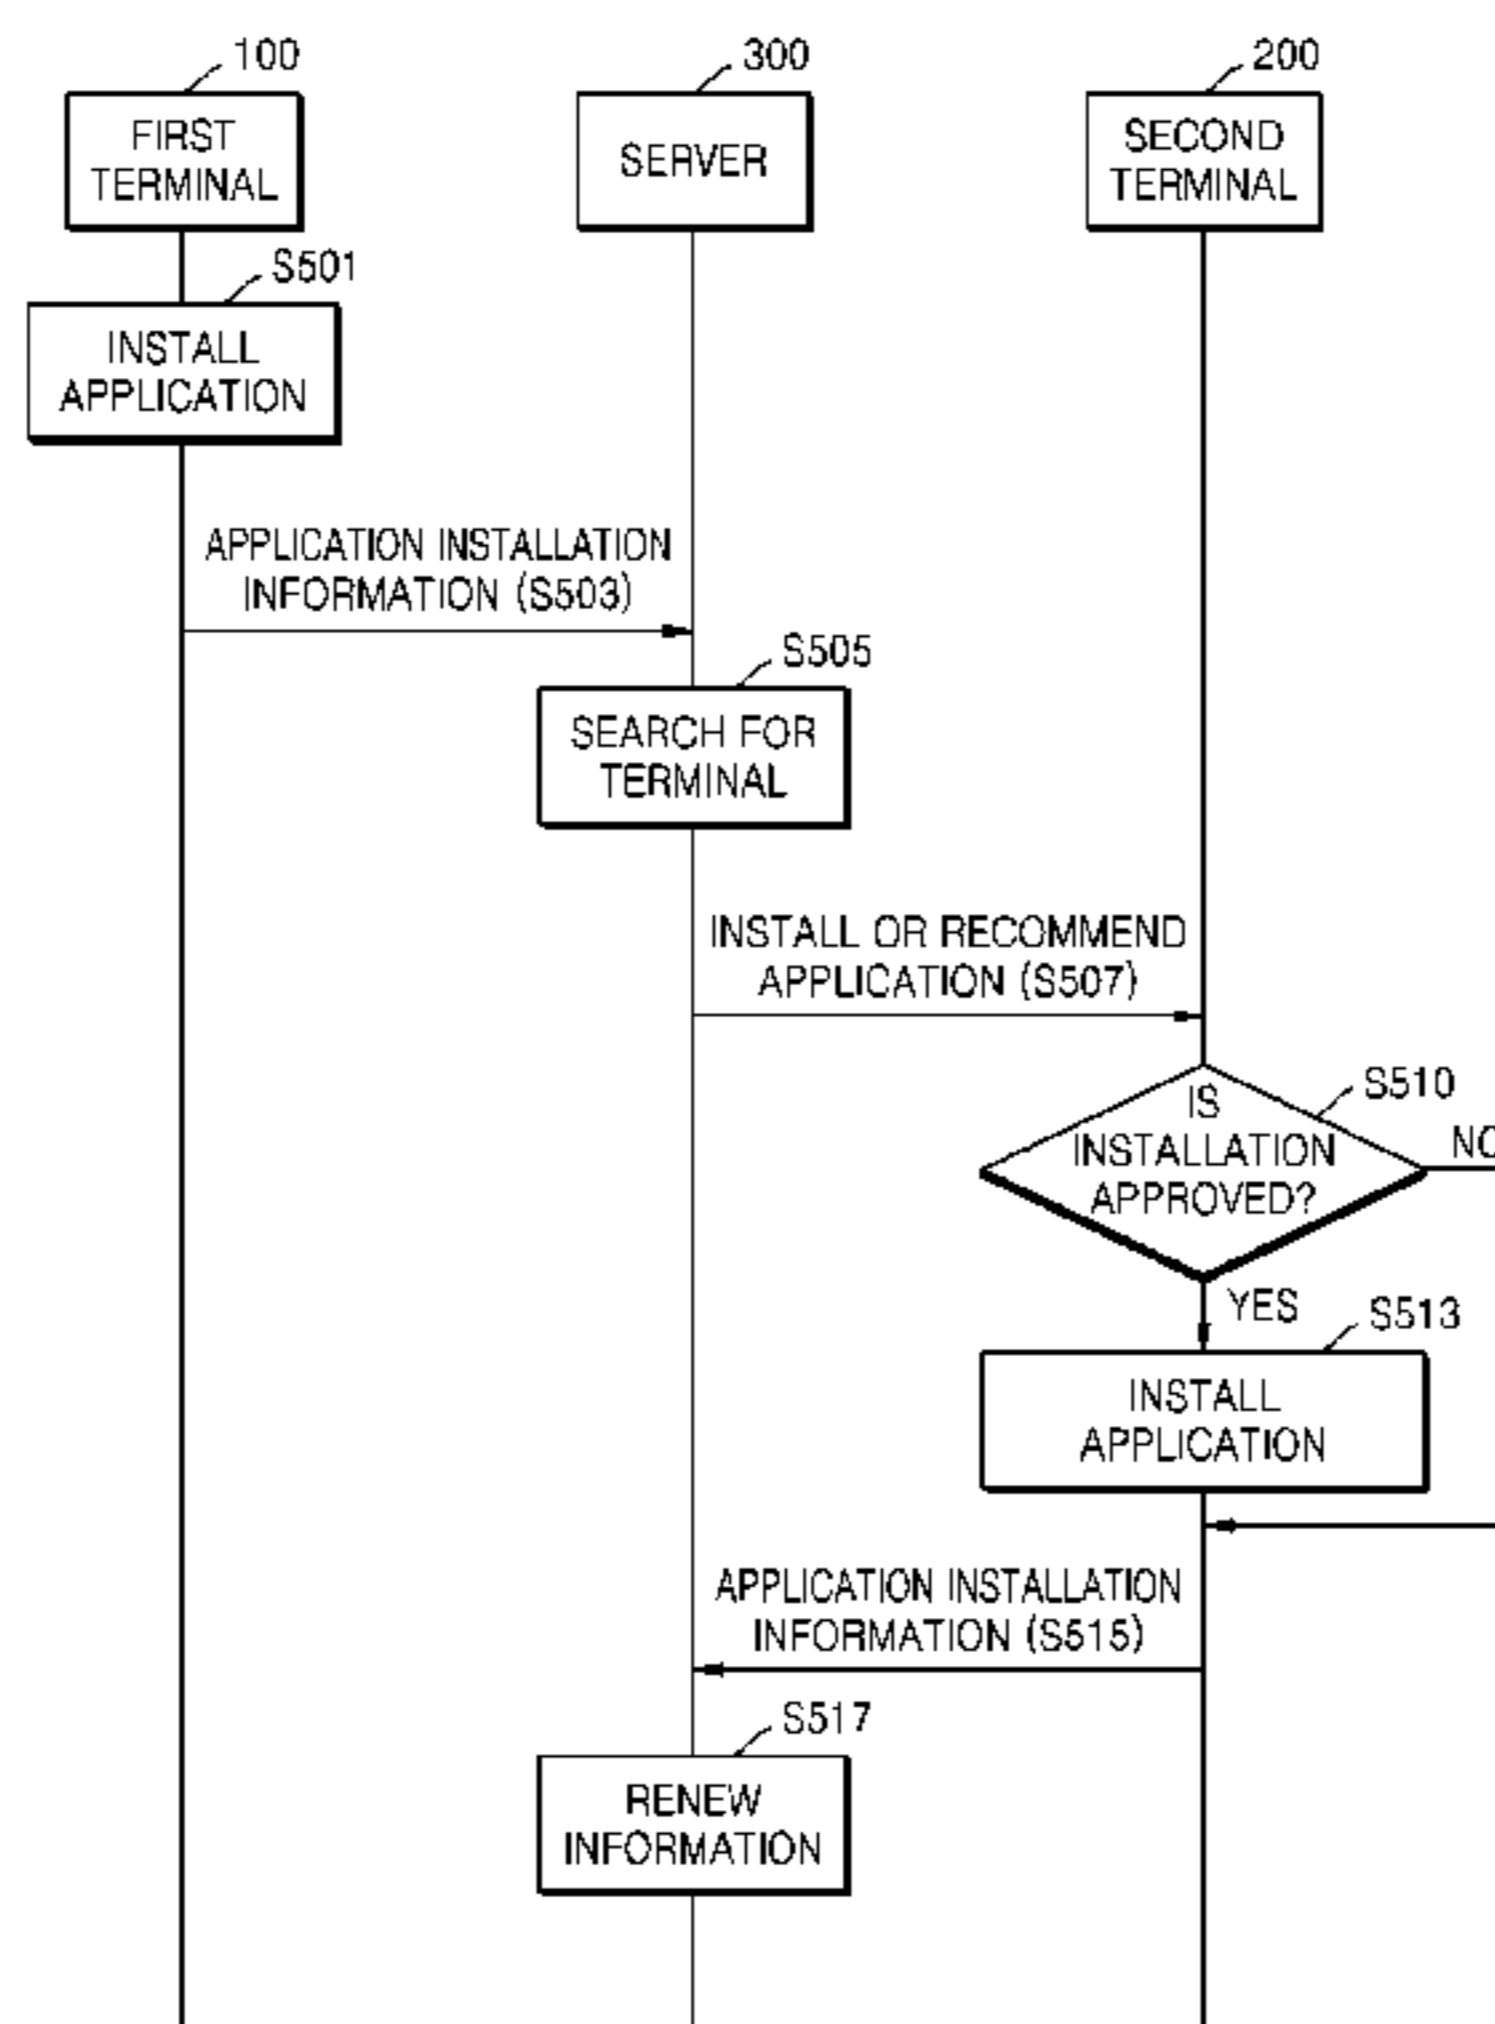 100
300
200
FIRST
TERMINAL
SERVER
SECOND
TERMINAL
S501
INSTALL
APPLICATION
APPLICATION INSTALLATION
INFORMATION (S503)
S505
SEARCH FOR
TERMINAL
INSTALL OR RECOMMEND
APPLICATION (S507)
S510
IS
INSTALLATION
APPROVED?
NO
YES
S513
INSTALL
APPLICATION
APPLICATION INSTALLATION
INFORMATION (S515)
S517
RENEW
INFORMATION